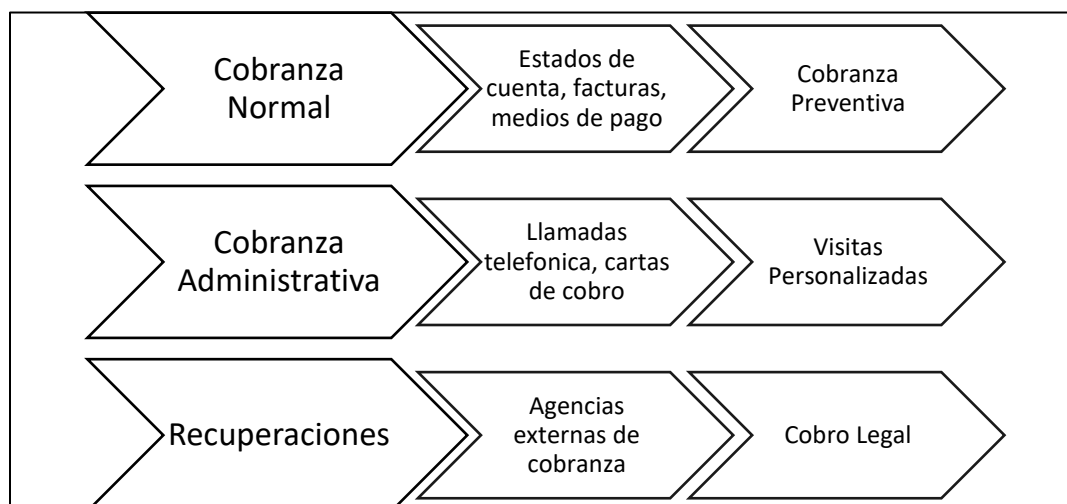 Cobranza
Normal
Estados de
cuenta, facturas,
medios de pago
Cobranza
Preventiva
Cobranza
Administrativa
Llamadas
telefonica, cartas
de cobro
Visitas
Personalizadas
Recuperaciones
Agencias
externas de
cobranza
Cobro Legal